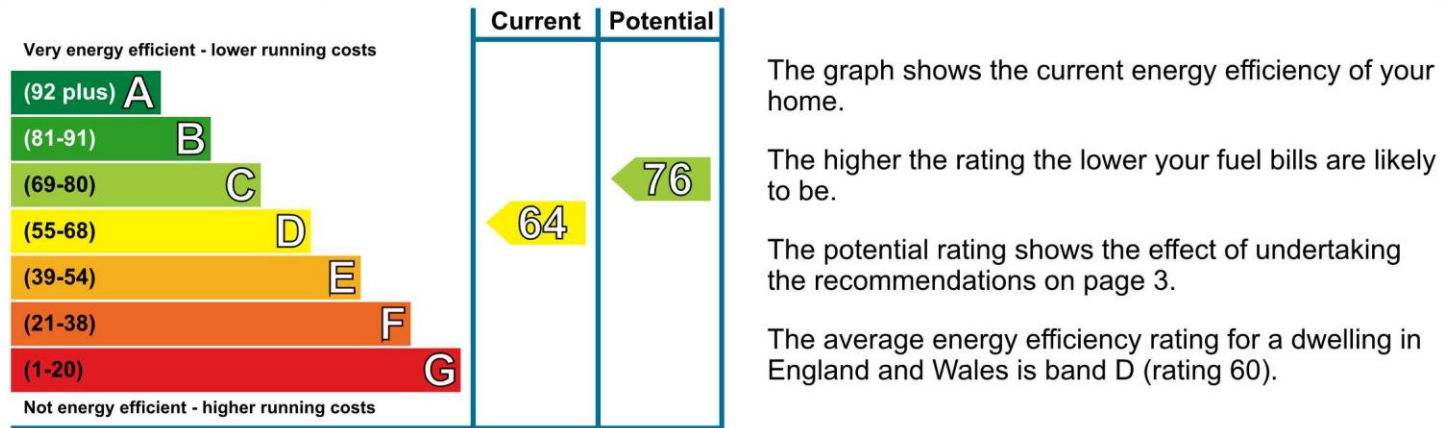 Current Potential
Very energy efficient - lower running costs
(92 plus) A
(81-91) B
(69-80) C
(55-68) D
(39-54) E
(21-38) F
(1-20) G
Not energy efficient - higher running costs
64
76
The graph shows the current energy efficiency of your
home.
The higher the rating the lower your fuel bills are likely
to be.
The potential rating shows the effect of undertaking
the recommendations on page 3.
The average energy efficiency rating for a dwelling in
England and Wales is band D (rating 60).